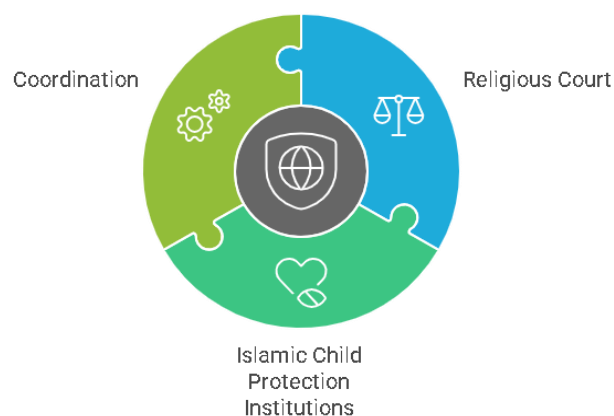 Coordination
Religious Court
Islamic Child
Protection
Institutions